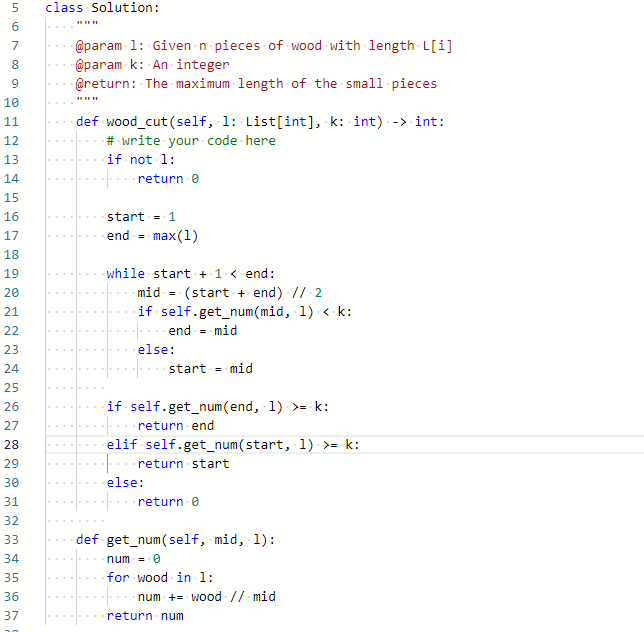 5 class Solution:
6     """
7     @param l: Given n pieces of wood with length L[i]
8     @param k: An integer
9     @return: The maximum length of the small pieces
10     """
11     def wood_cut(self, l: List[int], k: int) -> int:
12         # write your code here
13         if not l:
14             return 0
15
16         start = 1
17         end = max(l)
18
19         while start + 1 < end:
20             mid = (start + end) // 2
21             if self.get_num(mid, l) < k:
22                 end = mid
23             else:
24                 start = mid
25
26         if self.get_num(end, l) >= k:
27             return end
28         elif self.get_num(start, l) >= k:
29             return start
30         else:
31             return 0
32
33     def get_num(self, mid, l):
34         num = 0
35         for wood in l:
36             num += wood // mid
37         return num